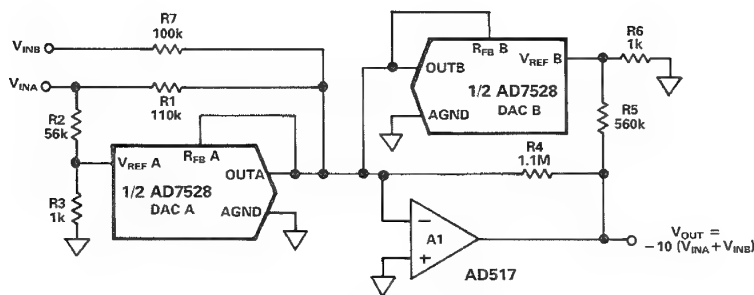 R7
100k
V_INB
V_INA
R1
110k
R2
56k
R3
1k
V_REF A
R_FB A
OUTA
1/2 AD7528
DAC A
AGND
R_FB B
OUTB
V_REF B
1/2 AD7528
DAC B
AGND
R6
1k
R5
560k
R4
1.1M
−
A1
+
AD517
V_OUT =
−10 (V_INA + V_INB)